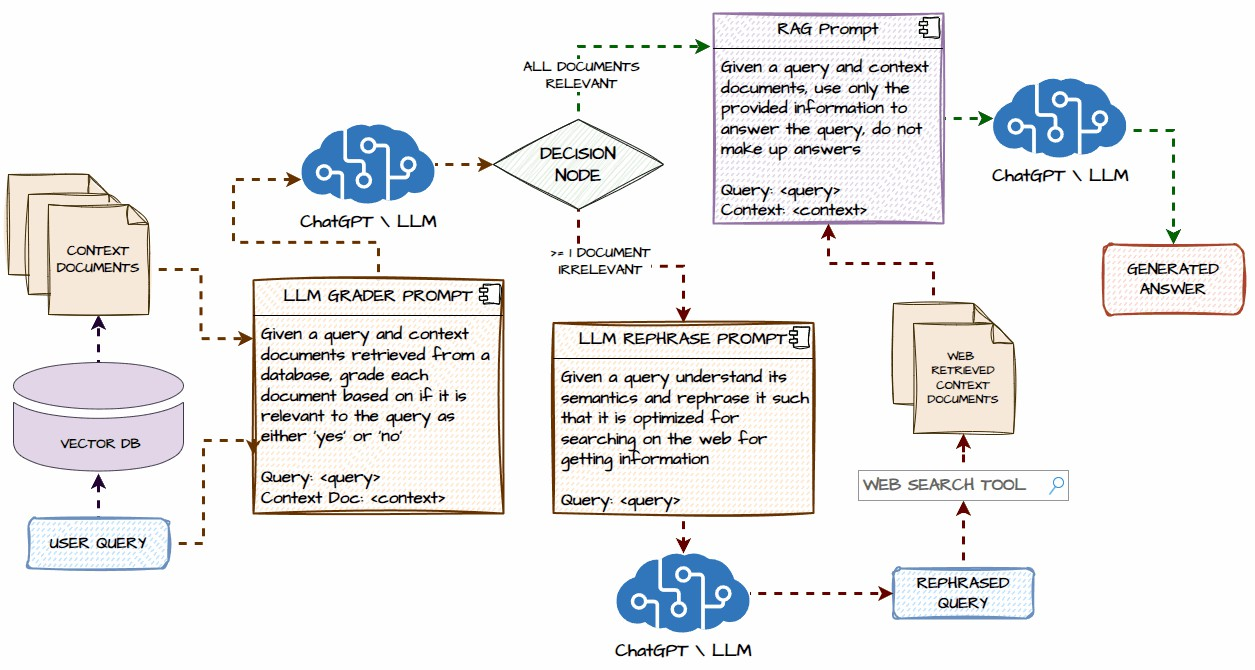 CONTEXT
DOCUMENTS
VECTOR DB
USER QUERY
LLM GRADER PROMPT
Given a query and context
documents retrieved from a
database, grade each
document based on if it is
relevant to the query as
either 'yes' or 'no'
Query: <query>
Context Doc: <context>
ChatGPT \ LLM
DECISION
NODE
ALL DOCUMENTS
RELEVANT
>= 1 DOCUMENT
IRRELEVANT
LLM REPHRASE PROMPT
Given a query understand its
semantics and rephrase it such
that it is optimized for
searching on the web for
getting information
Query: <query>
ChatGPT \ LLM
REPHRASED
QUERY
WEB SEARCH TOOL
WEB
RETRIEVED
CONTEXT
DOCUMENTS
RAG Prompt
Given a query and context
documents, use only the
provided information to
answer the query, do not
make up answers
Query: <query>
Context: <context>
ChatGPT \ LLM
GENERATED
ANSWER